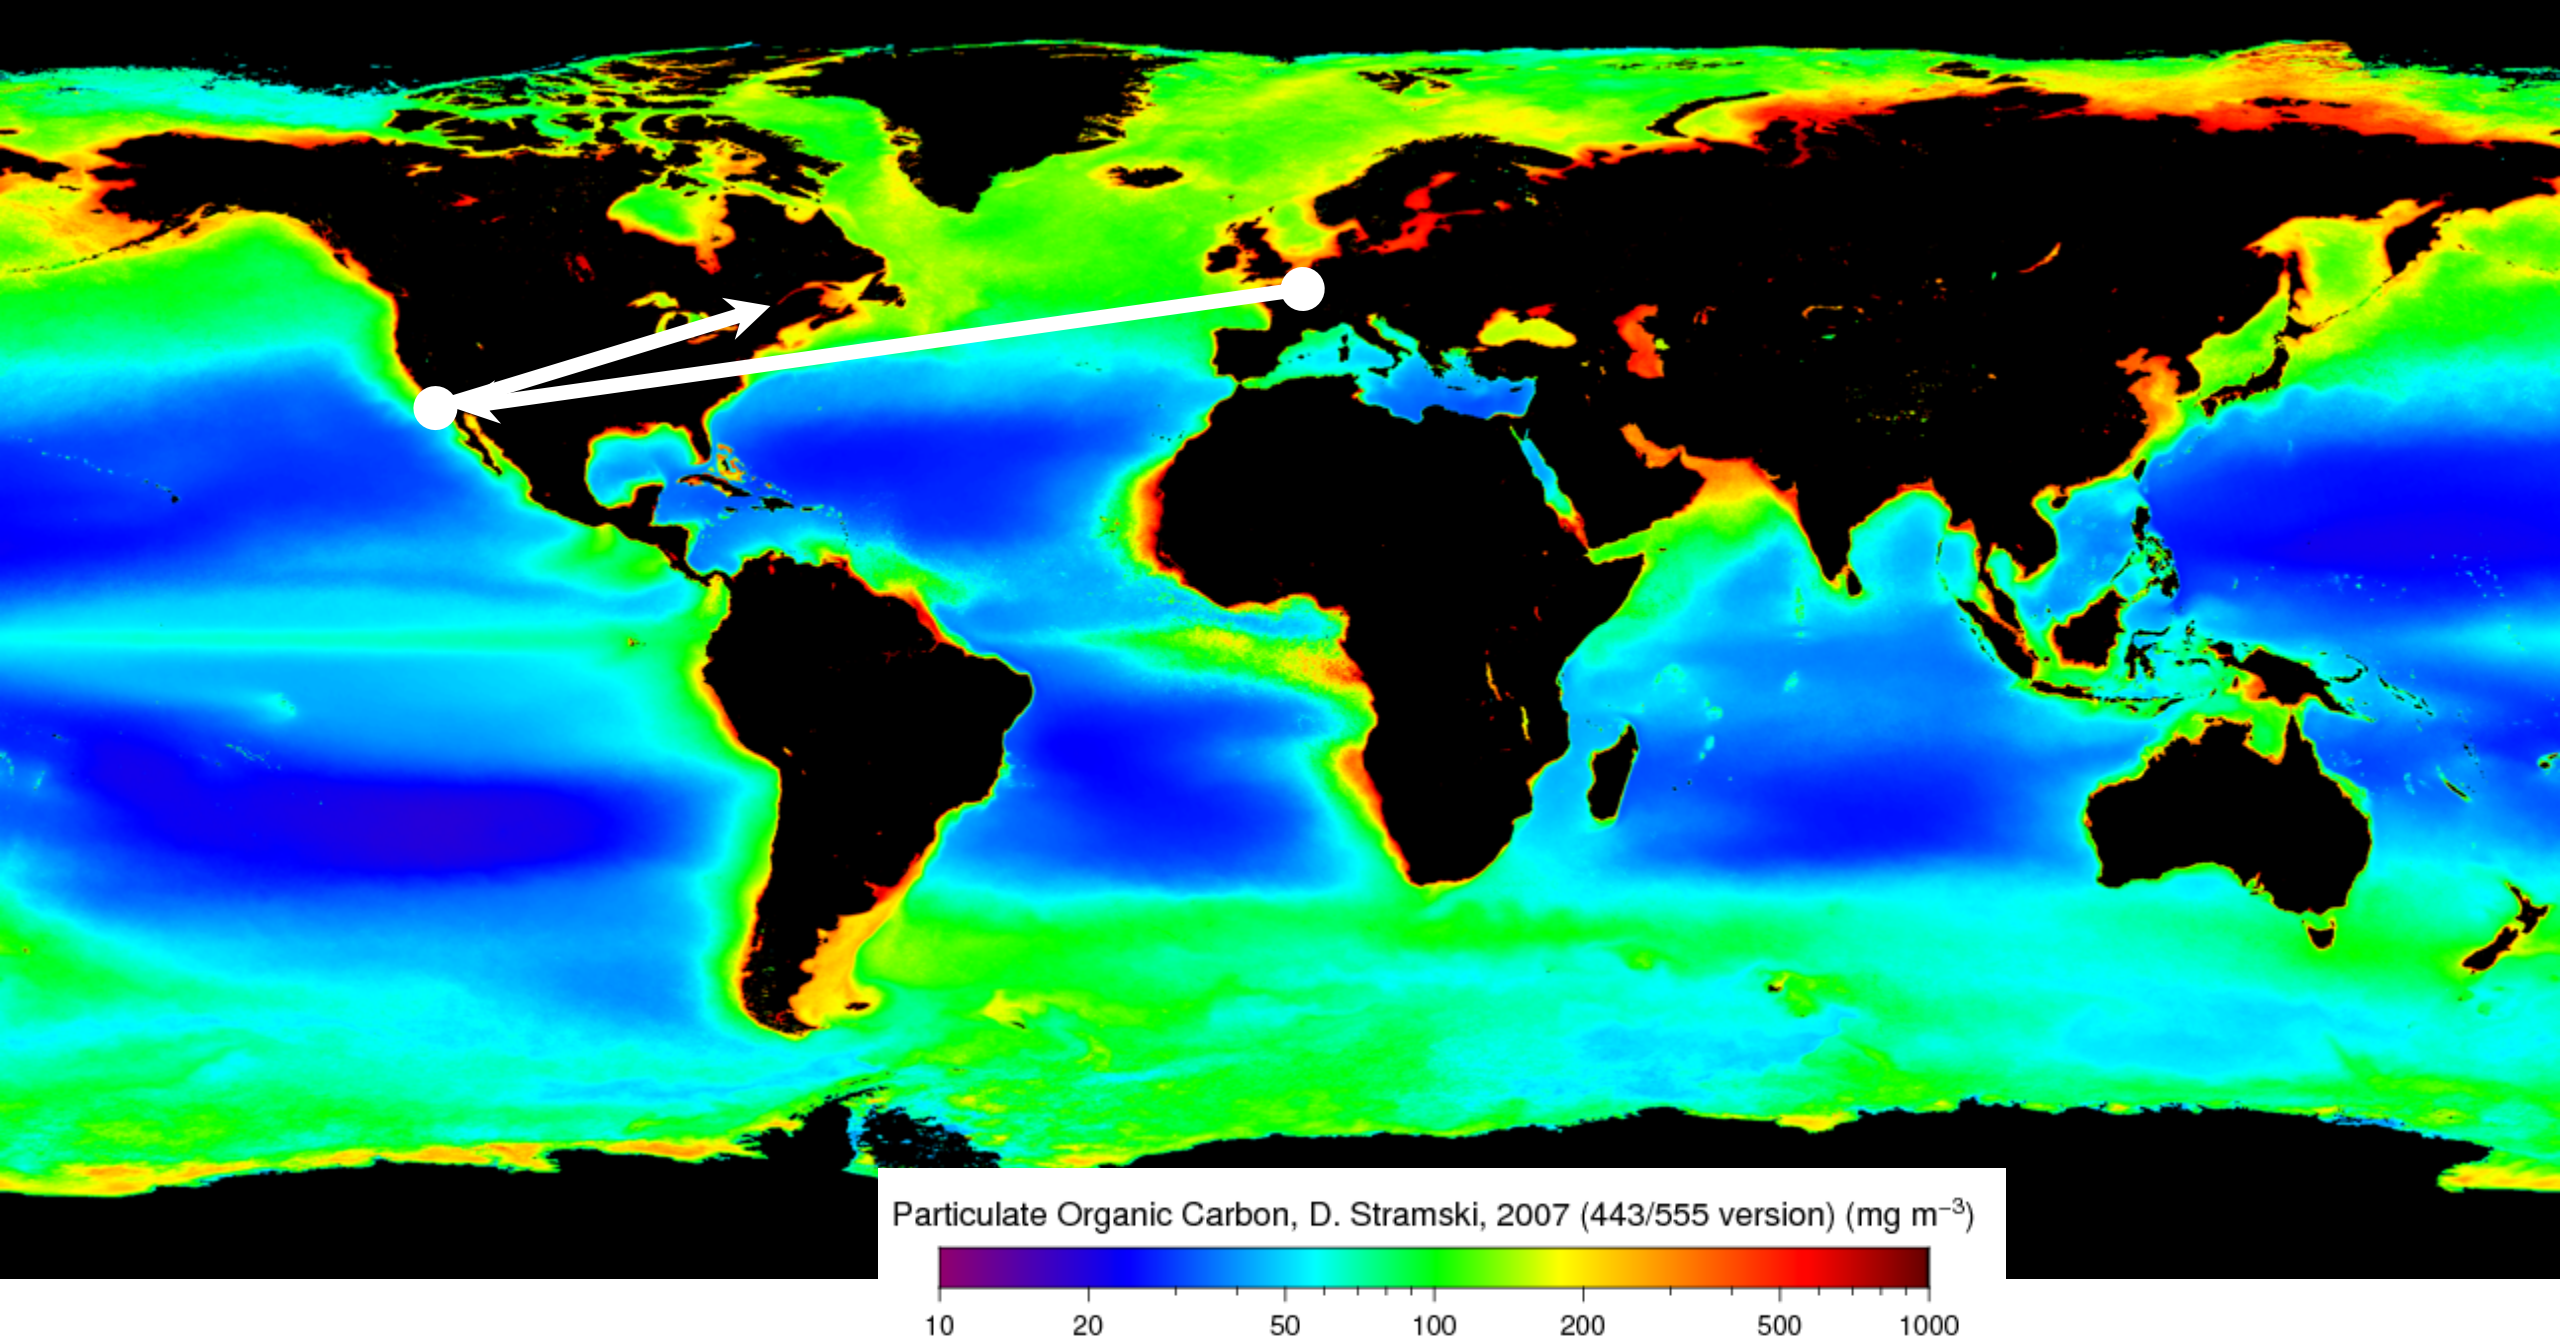 Particulate Organic Carbon, D. Stramski, 2007 (443/555 version) (mg m⁻³)
10 20 50 100 200 500 1000